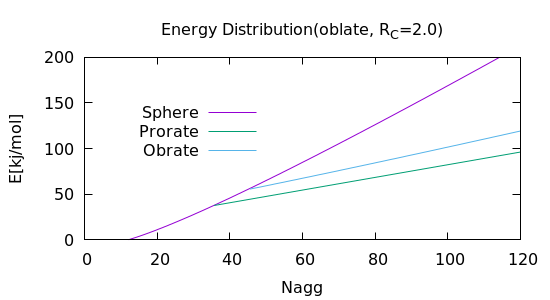 Energy Distribution(oblate, R_C=2.0)
200
150
100
50
0
E[kj/mol]
Sphere
Prorate
Obrate
0 20 40 60 80 100 120
Nagg